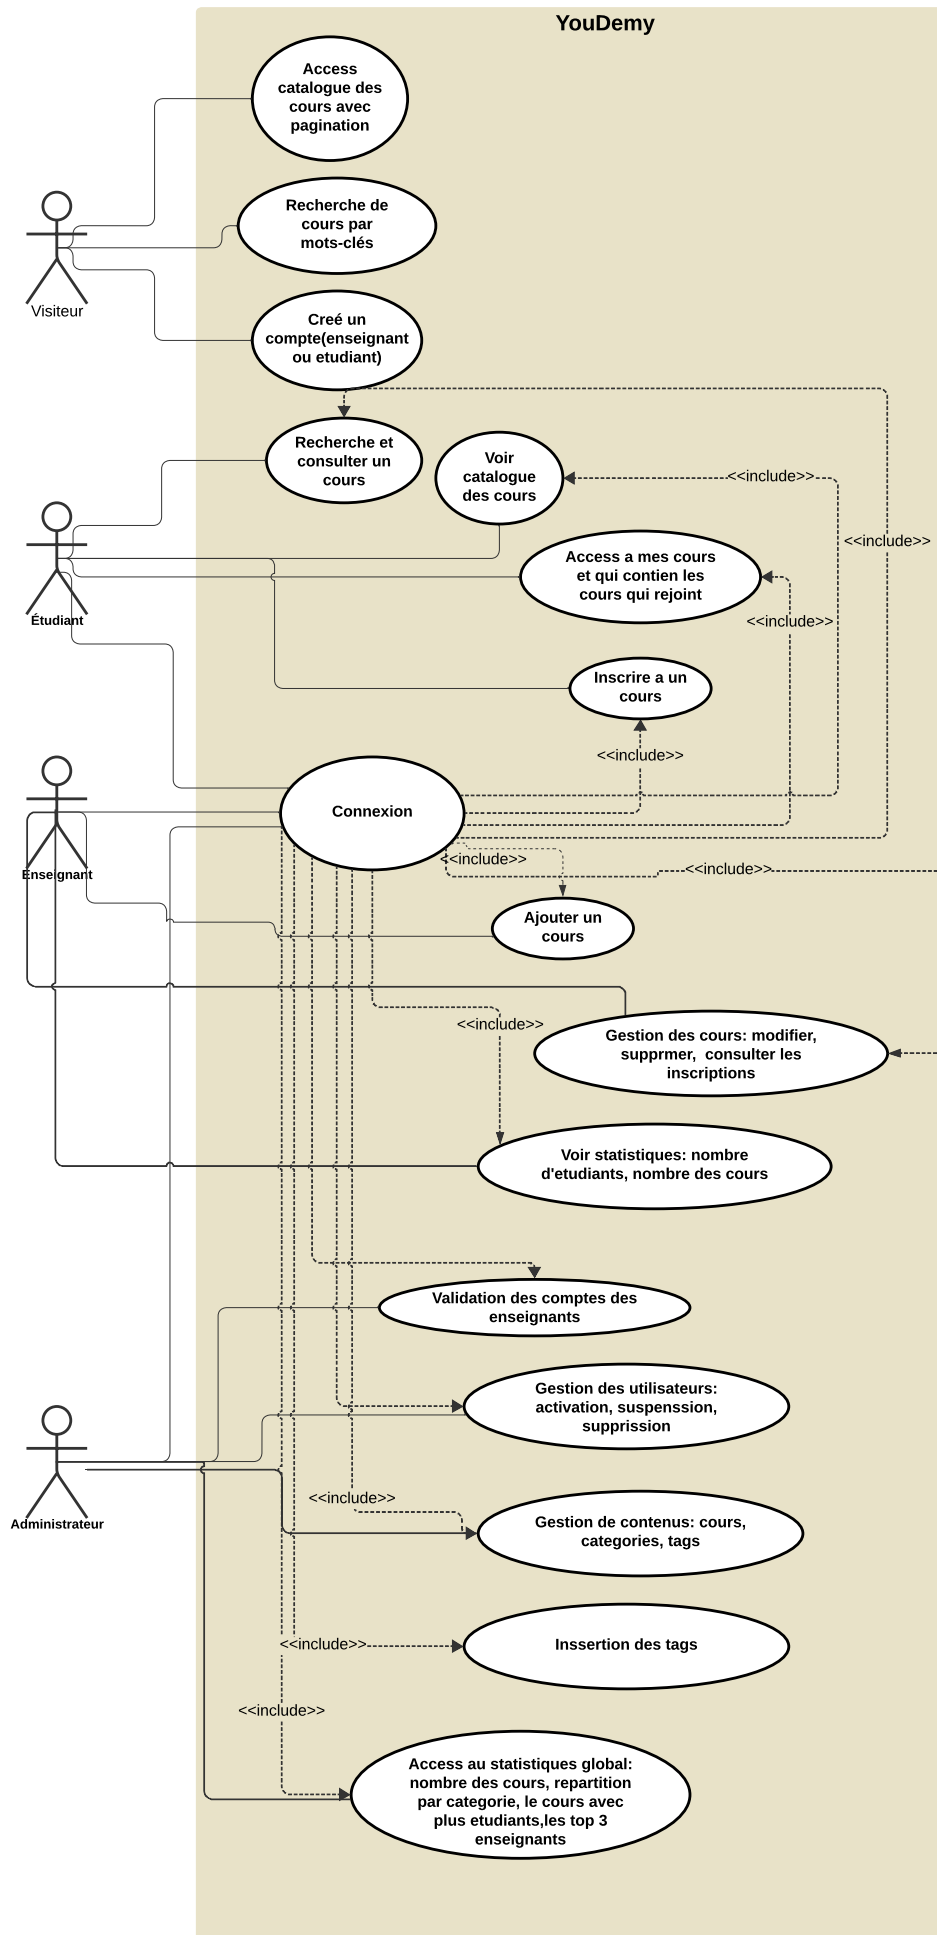 YouDemy
Access
catalogue des
cours avec
pagination
Recherche de
cours par
mots-clés
Visiteur
Creé un
compte(enseignant
ou etudiant)
Recherche et
consulter un
cours
Voir
catalogue
des cours
<<include>>
<<include>>
Access a mes cours
et qui contien les
cours qui rejoint
<<include>>
Étudiant
Inscrire a un
cours
<<include>>
Connexion
Enseignant
<<include>>
<<include>>
Ajouter un
cours
<<include>>
Gestion des cours: modifier,
supprmer, consulter les
inscriptions
Voir statistiques: nombre
d'etudiants, nombre des cours
Validation des comptes des
enseignants
Gestion des utilisateurs:
activation, suspenssion,
supprission
<<include>>
Administrateur
Gestion de contenus: cours,
categories, tags
<<include>>
Inssertion des tags
<<include>>
Access au statistiques global:
nombre des cours, repartition
par categorie, le cours avec
plus etudiants,les top 3
enseignants